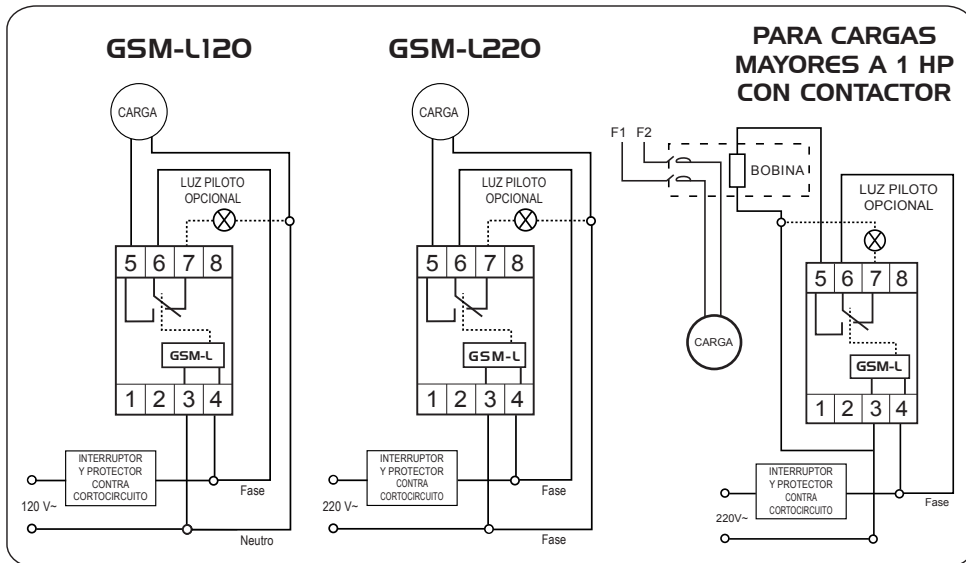 GSM-L120
CARGA
LUZ PILOTO
OPCIONAL
5 6 7 8
GSM-L
1 2 3 4
INTERRUPTOR
Y PROTECTOR
CONTRA
CORTOCIRCUITO
120 V~
Fase
Neutro
GSM-L220
CARGA
LUZ PILOTO
OPCIONAL
5 6 7 8
GSM-L
1 2 3 4
INTERRUPTOR
Y PROTECTOR
CONTRA
CORTOCIRCUITO
220 V~
Fase
Fase
PARA CARGAS
MAYORES A 1 HP
CON CONTACTOR
F1 F2
BOBINA
LUZ PILOTO
OPCIONAL
5 6 7 8
CARGA
GSM-L
1 2 3 4
INTERRUPTOR
Y PROTECTOR
CONTRA
CORTOCIRCUITO
220V~
Fase